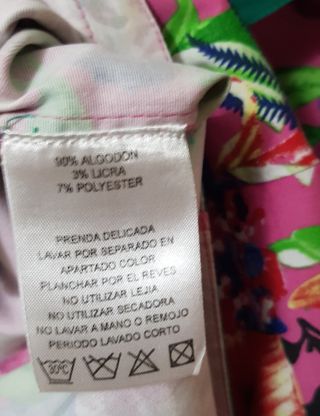 90% ALGODON
3% LICRA
7% POLYESTER
PRENDA DELICADA
LAVAR POR SEPARADO EN
APARTADO COLOR
PLANCHAR POR EL REVES
NO UTILIZAR LEJIA
NO UTILIZAR SECADORA
NO LAVAR A MANO O REMOJO
PERIODO LAVADO CORTO
30°C